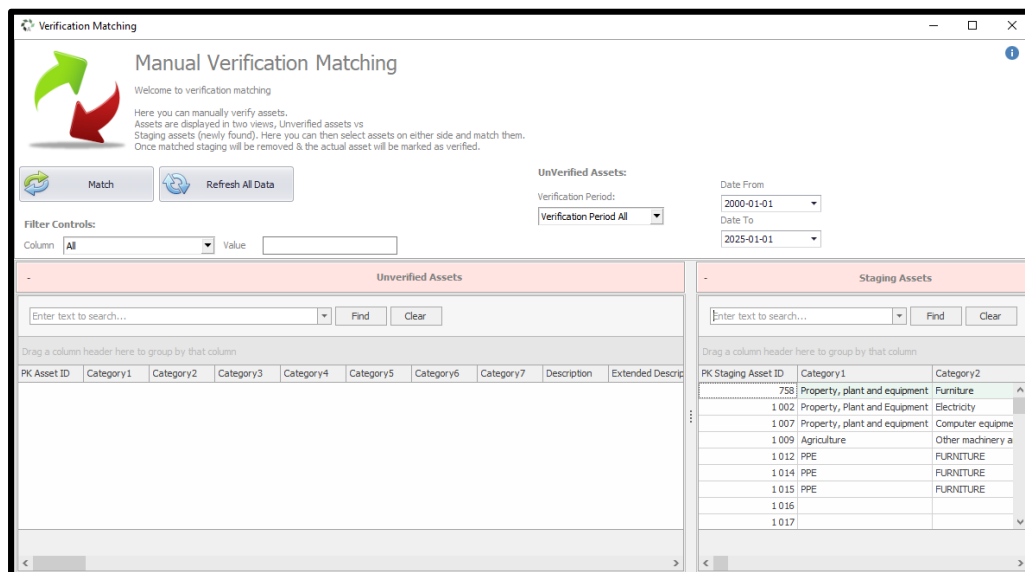 Verification Matching
Manual Verification Matching
Welcome to verification matching
Here you can manually verify assets.
Assets are displayed in two views, Unverified assets vs
Staging assets (newly found). Here you can then select assets on either side and match them.
Once matched staging will be removed & the actual asset will be marked as verified.
Match
Refresh All Data
UnVerified Assets:
Verification Period:
Verification Period All
Date From
2000-01-01
Date To
2025-01-01
Filter Controls:
Column All Value
- Unverified Assets
Enter text to search... Find Clear
Drag a column header here to group by that column
PK Asset ID Category1 Category2 Category3 Category4 Category5 Category6 Category7 Description Extended Descrip
- Staging Assets
Enter text to search... Find Clear
Drag a column header here to group by that column
PK Staging Asset ID Category1 Category2
758 Property, plant and equipment Furniture
1 002 Property, Plant and Equipment Electricity
1 007 Property, plant and equipment Computer equipme
1 009 Agriculture Other machinery a
1 012 PPE FURNITURE
1 014 PPE FURNITURE
1 015 PPE FURNITURE
1 016
1 017